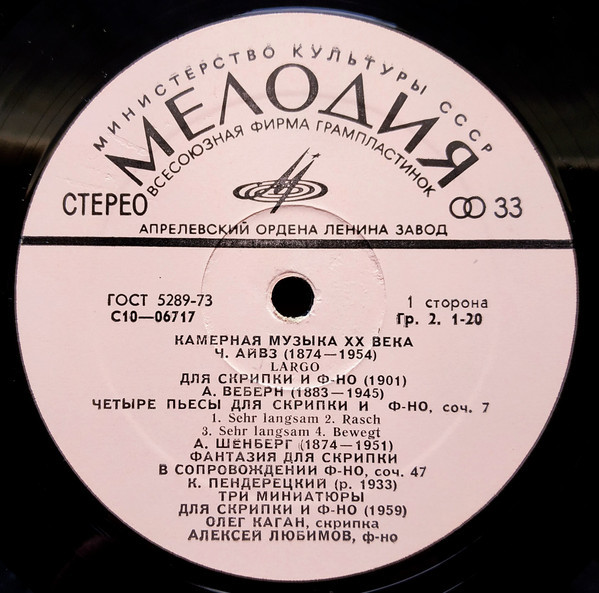 МИНИСТЕРСТВО КУЛЬТУРЫ СССР
МЕЛОДИЯ
ВСЕСОЮЗНАЯ ФИРМА ГРАМПЛАСТИНОК
СТЕРЕО
33
АПРЕЛЕВСКИЙ ОРДЕНА ЛЕНИНА ЗАВОД
ГОСТ 5289-73
С10—06717
1 сторона
Гр. 2. 1-20
КАМЕРНАЯ МУЗЫКА XX ВЕКА
Ч. АЙВЗ (1874—1954)
LARGO
ДЛЯ СКРИПКИ И Ф-НО (1901)
А. ВЕБЕРН (1883—1945)
ЧЕТЫРЕ ПЬЕСЫ ДЛЯ СКРИПКИ И Ф-НО, соч. 7
1. Sehr langsam 2. Rasch
3. Sehr langsam 4. Bewegt
А. ШЁНБЕРГ (1874—1951)
ФАНТАЗИЯ ДЛЯ СКРИПКИ
В СОПРОВОЖДЕНИИ Ф-НО, соч. 47
К. ПЕНДЕРЕЦКИЙ (р. 1933)
ТРИ МИНИАТЮРЫ
ДЛЯ СКРИПКИ И Ф-НО (1959)
ОЛЕГ КАГАН, скрипка
АЛЕКСЕЙ ЛЮБИМОВ, ф-но